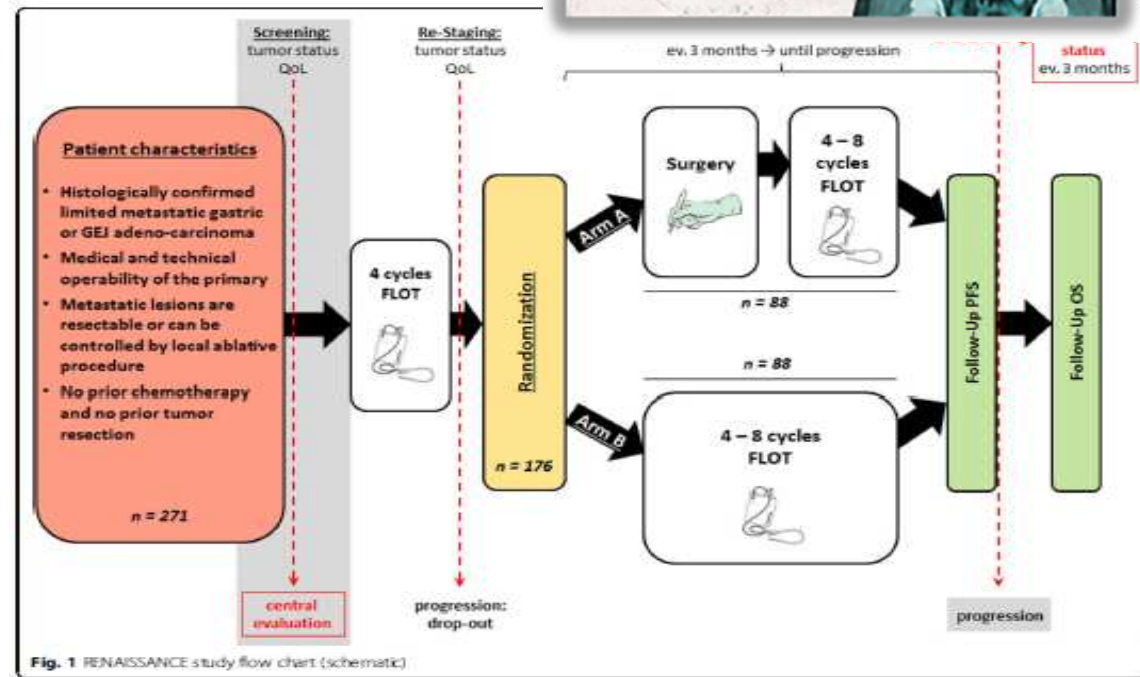 Screening:
tumor status
QoL
Re-Staging:
tumor status
QoL
ev. 3 months → until progression
status
ev. 3 months
Patient characteristics
• Histologically confirmed
limited metastatic gastric
or GEJ adeno-carcinoma
• Medical and technical
operability of the primary
• Metastatic lesions are
resectable or can be
controlled by local ablative
procedure
• No prior chemotherapy
and no prior tumor
resection
n = 271
4 cycles
FLOT
Randomization
n = 176
Arm A
Surgery
4 – 8
cycles
FLOT
n = 88
n = 88
Arm B
4 – 8 cycles
FLOT
Follow-Up PFS
Follow-Up OS
central
evaluation
progression:
drop-out
progression
Fig. 1 RENAISSANCE study flow chart (schematic)